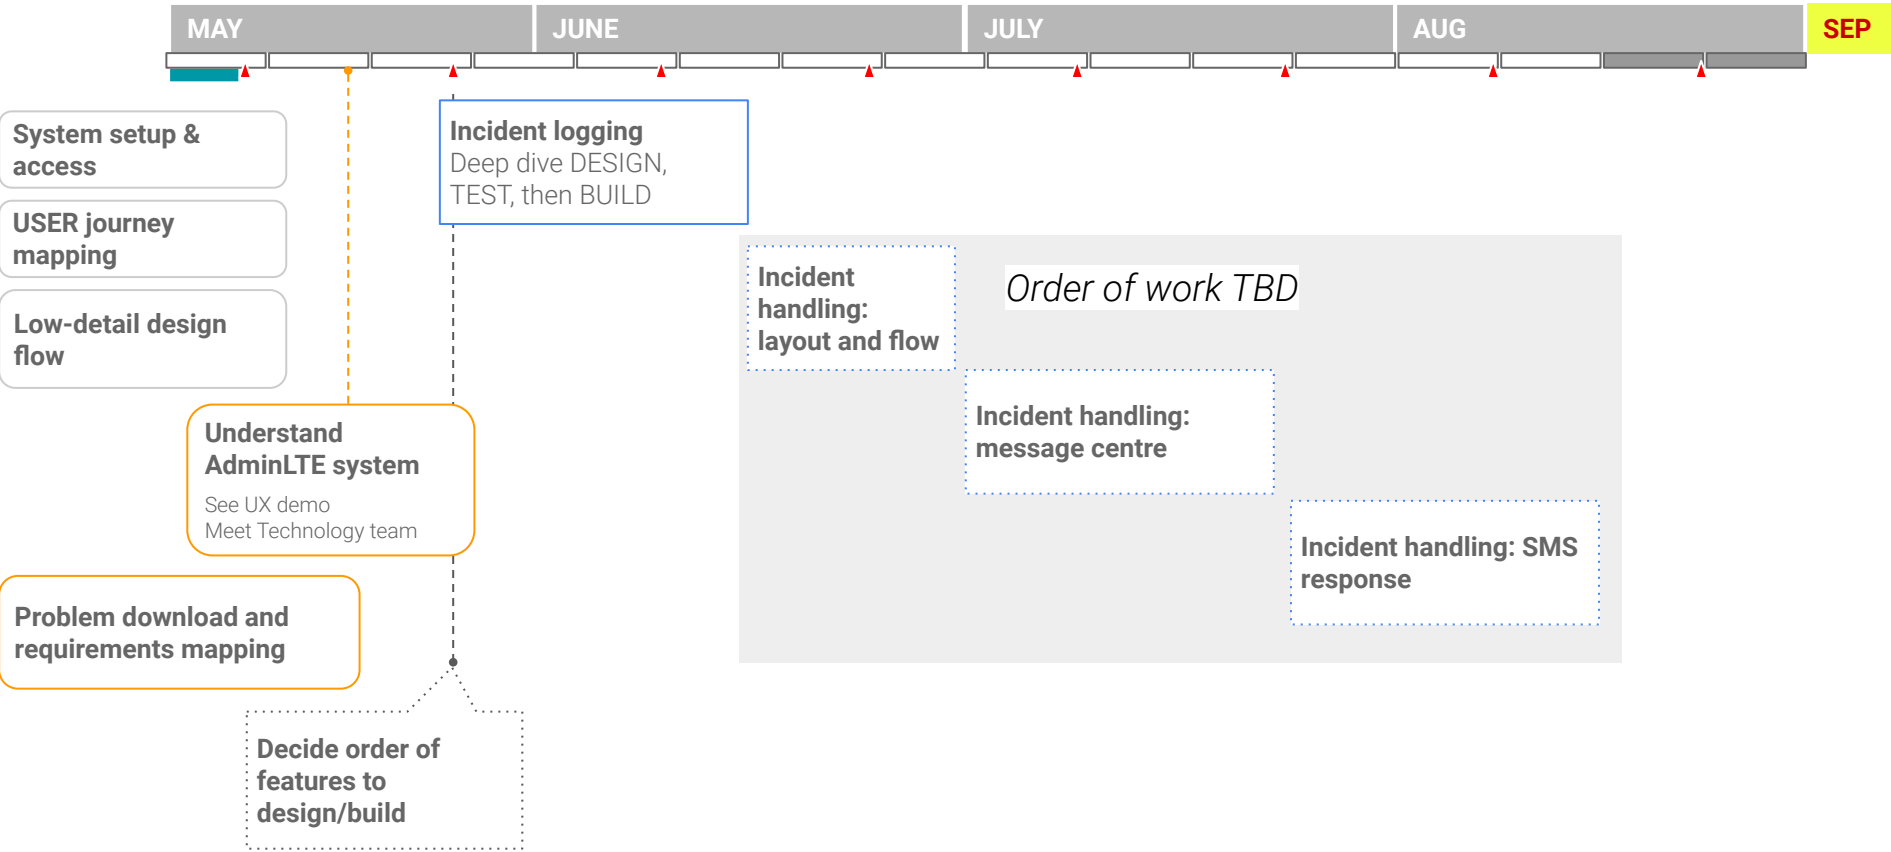 MAY
JUNE
JULY
AUG
SEP
System setup &
access
USER journey
mapping
Low-detail design
flow
Understand
AdminLTE system
See UX demo
Meet Technology team
Problem download and
requirements mapping
Decide order of
features to
design/build
Incident logging
Deep dive DESIGN,
TEST, then BUILD
Incident
handling:
layout and flow
Order of work TBD
Incident handling:
message centre
Incident handling: SMS
response